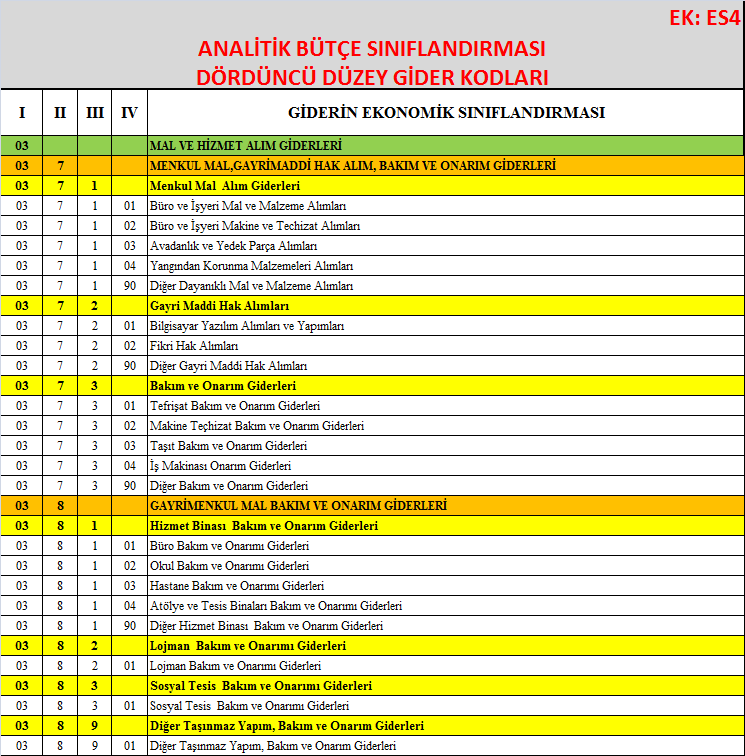 EK: ES4
ANALİTİK BÜTÇE SINIFLANDIRMASI
DÖRDÜNCÜ DÜZEY GİDER KODLARI
I II III IV GİDERİN EKONOMİK SINIFLANDIRMASI
03 MAL VE HİZMET ALIM GİDERLERİ
03 7 MENKUL MAL,GAYRİMADDİ HAK ALIM, BAKIM VE ONARIM GİDERLERİ
03 7 1 Menkul Mal Alım Giderleri
03 7 1 01 Büro ve İşyeri Mal ve Malzeme Alımları
03 7 1 02 Büro ve İşyeri Makine ve Techizat Alımları
03 7 1 03 Avadanlık ve Yedek Parça Alımları
03 7 1 04 Yangından Korunma Malzemeleri Alımları
03 7 1 90 Diğer Dayanıklı Mal ve Malzeme Alımları
03 7 2 Gayri Maddi Hak Alımları
03 7 2 01 Bilgisayar Yazılım Alımları ve Yapımları
03 7 2 02 Fikri Hak Alımları
03 7 2 90 Diğer Gayri Maddi Hak Alımları
03 7 3 Bakım ve Onarım Giderleri
03 7 3 01 Tefrişat Bakım ve Onarım Giderleri
03 7 3 02 Makine Teçhizat Bakım ve Onarım Giderleri
03 7 3 03 Taşıt Bakım ve Onarım Giderleri
03 7 3 04 İş Makinası Onarım Giderleri
03 7 3 90 Diğer Bakım ve Onarım Giderleri
03 8 GAYRİMENKUL MAL BAKIM VE ONARIM GİDERLERİ
03 8 1 Hizmet Binası Bakım ve Onarım Giderleri
03 8 1 01 Büro Bakım ve Onarımı Giderleri
03 8 1 02 Okul Bakım ve Onarımı Giderleri
03 8 1 03 Hastane Bakım ve Onarımı Giderleri
03 8 1 04 Atölye ve Tesis Binaları Bakım ve Onarımı Giderleri
03 8 1 90 Diğer Hizmet Binası Bakım ve Onarımı Giderleri
03 8 2 Lojman Bakım ve Onarımı Giderleri
03 8 2 01 Lojman Bakım ve Onarımı Giderleri
03 8 3 Sosyal Tesis Bakım ve Onarımı Giderleri
03 8 3 01 Sosyal Tesis Bakım ve Onarımı Giderleri
03 8 9 Diğer Taşınmaz Yapım, Bakım ve Onarım Giderleri
03 8 9 01 Diğer Taşınmaz Yapım, Bakım ve Onarım Giderleri